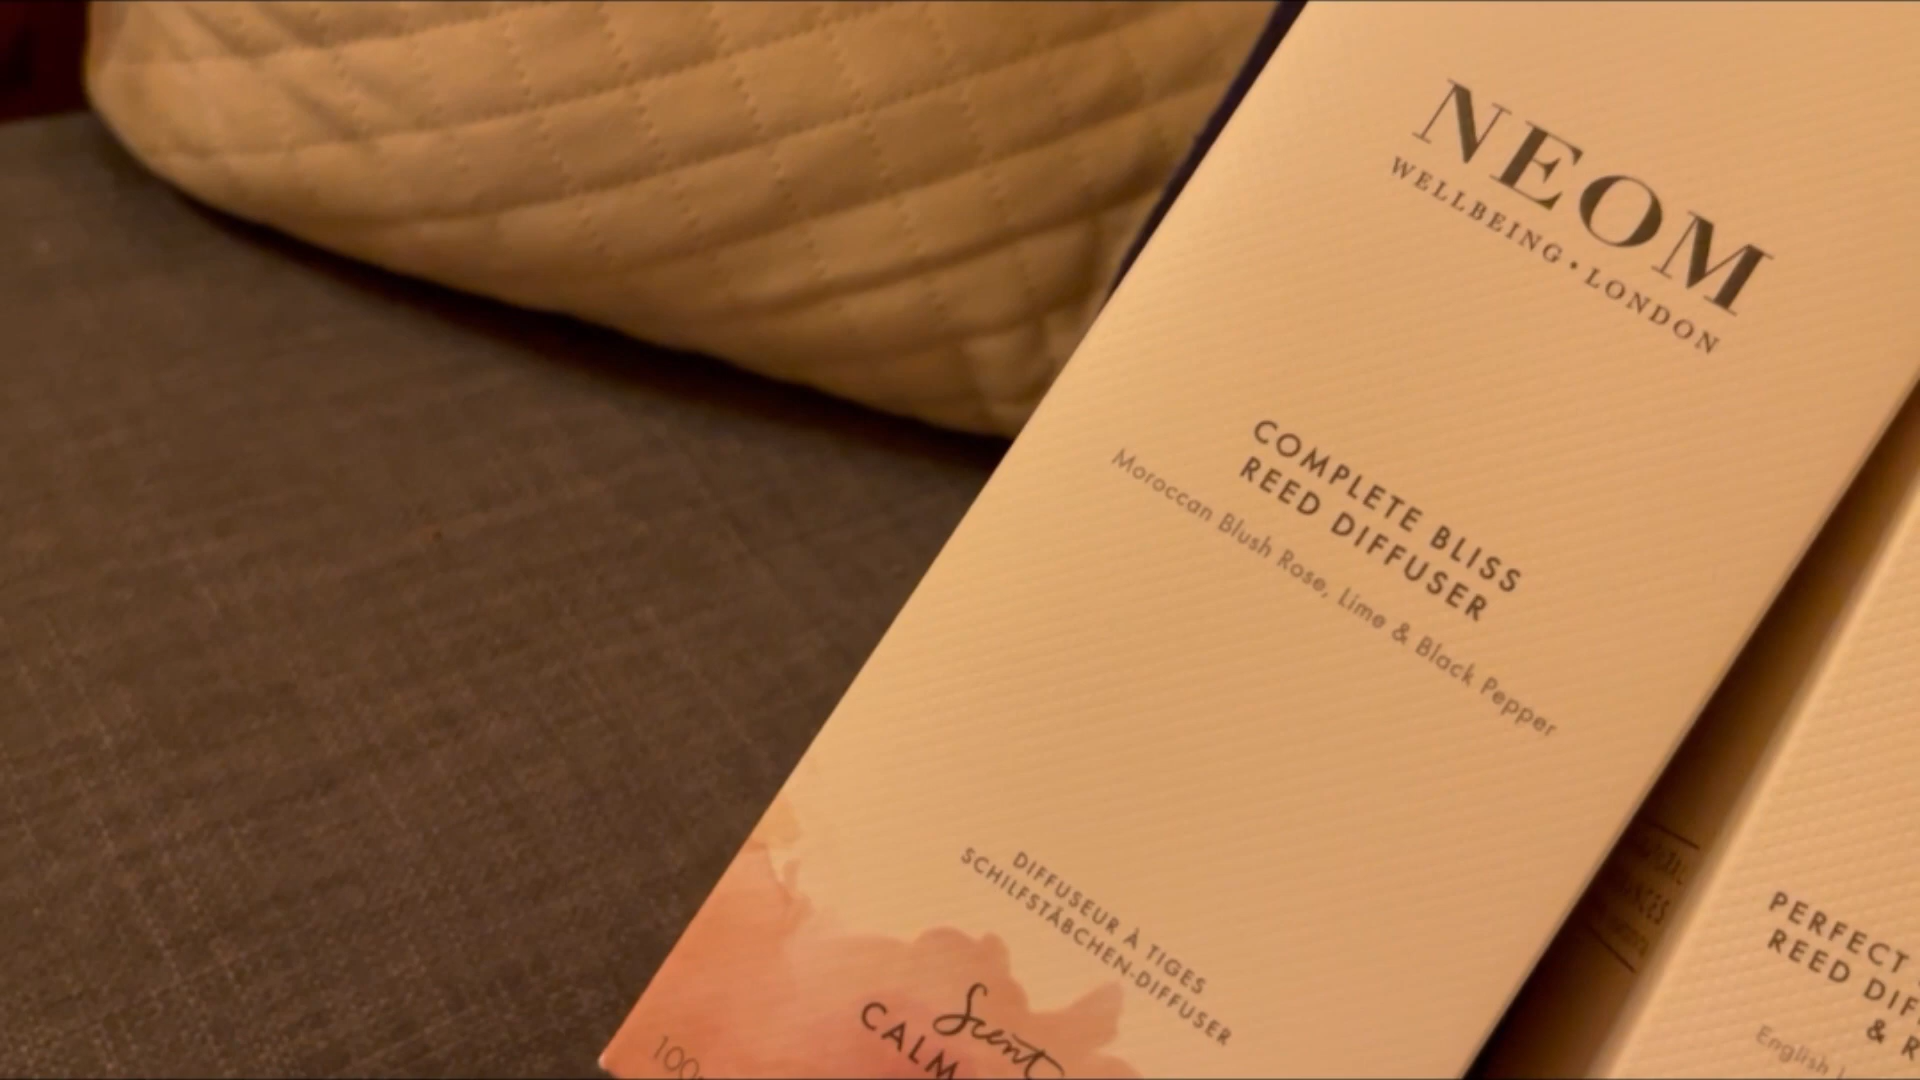 NEOM
WELLBEING • LONDON
COMPLETE BLISS
REED DIFFUSER
Moroccan Blush Rose, Lime & Black Pepper
DIFFUSEUR À TIGES
SCHILFSTÄBCHEN-DIFFUSER
Scent
CALM
100
PERFECT
REED DIF
& R
English